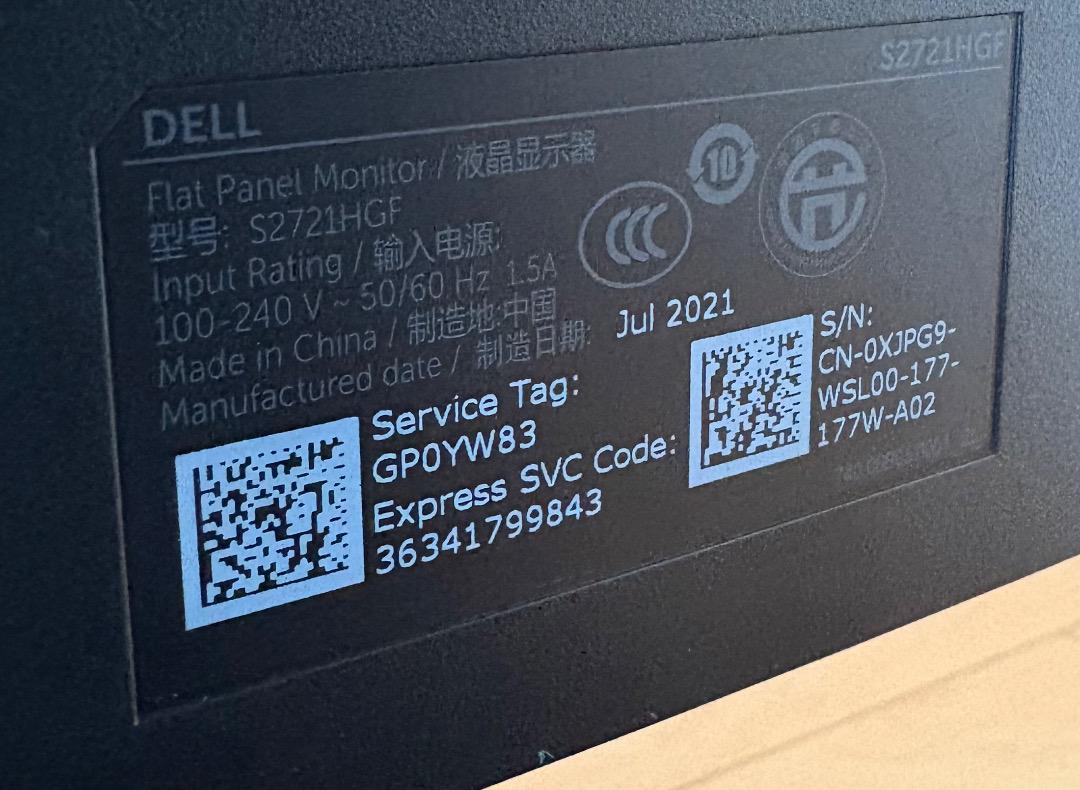 S2721HGF
DELL
Flat Panel Monitor / 液晶显示器
型号: S2721HGF
Input Rating / 输入电源:
100-240 V ~ 50/60 Hz 1.5A
Made in China / 制造地:中国
Manufactured date / 制造日期:
Jul 2021
10
Service Tag:
GP0YW83
Express SVC Code:
36341799843
S/N:
CN-0XJPG9-
WSL00-177-
177W-A02